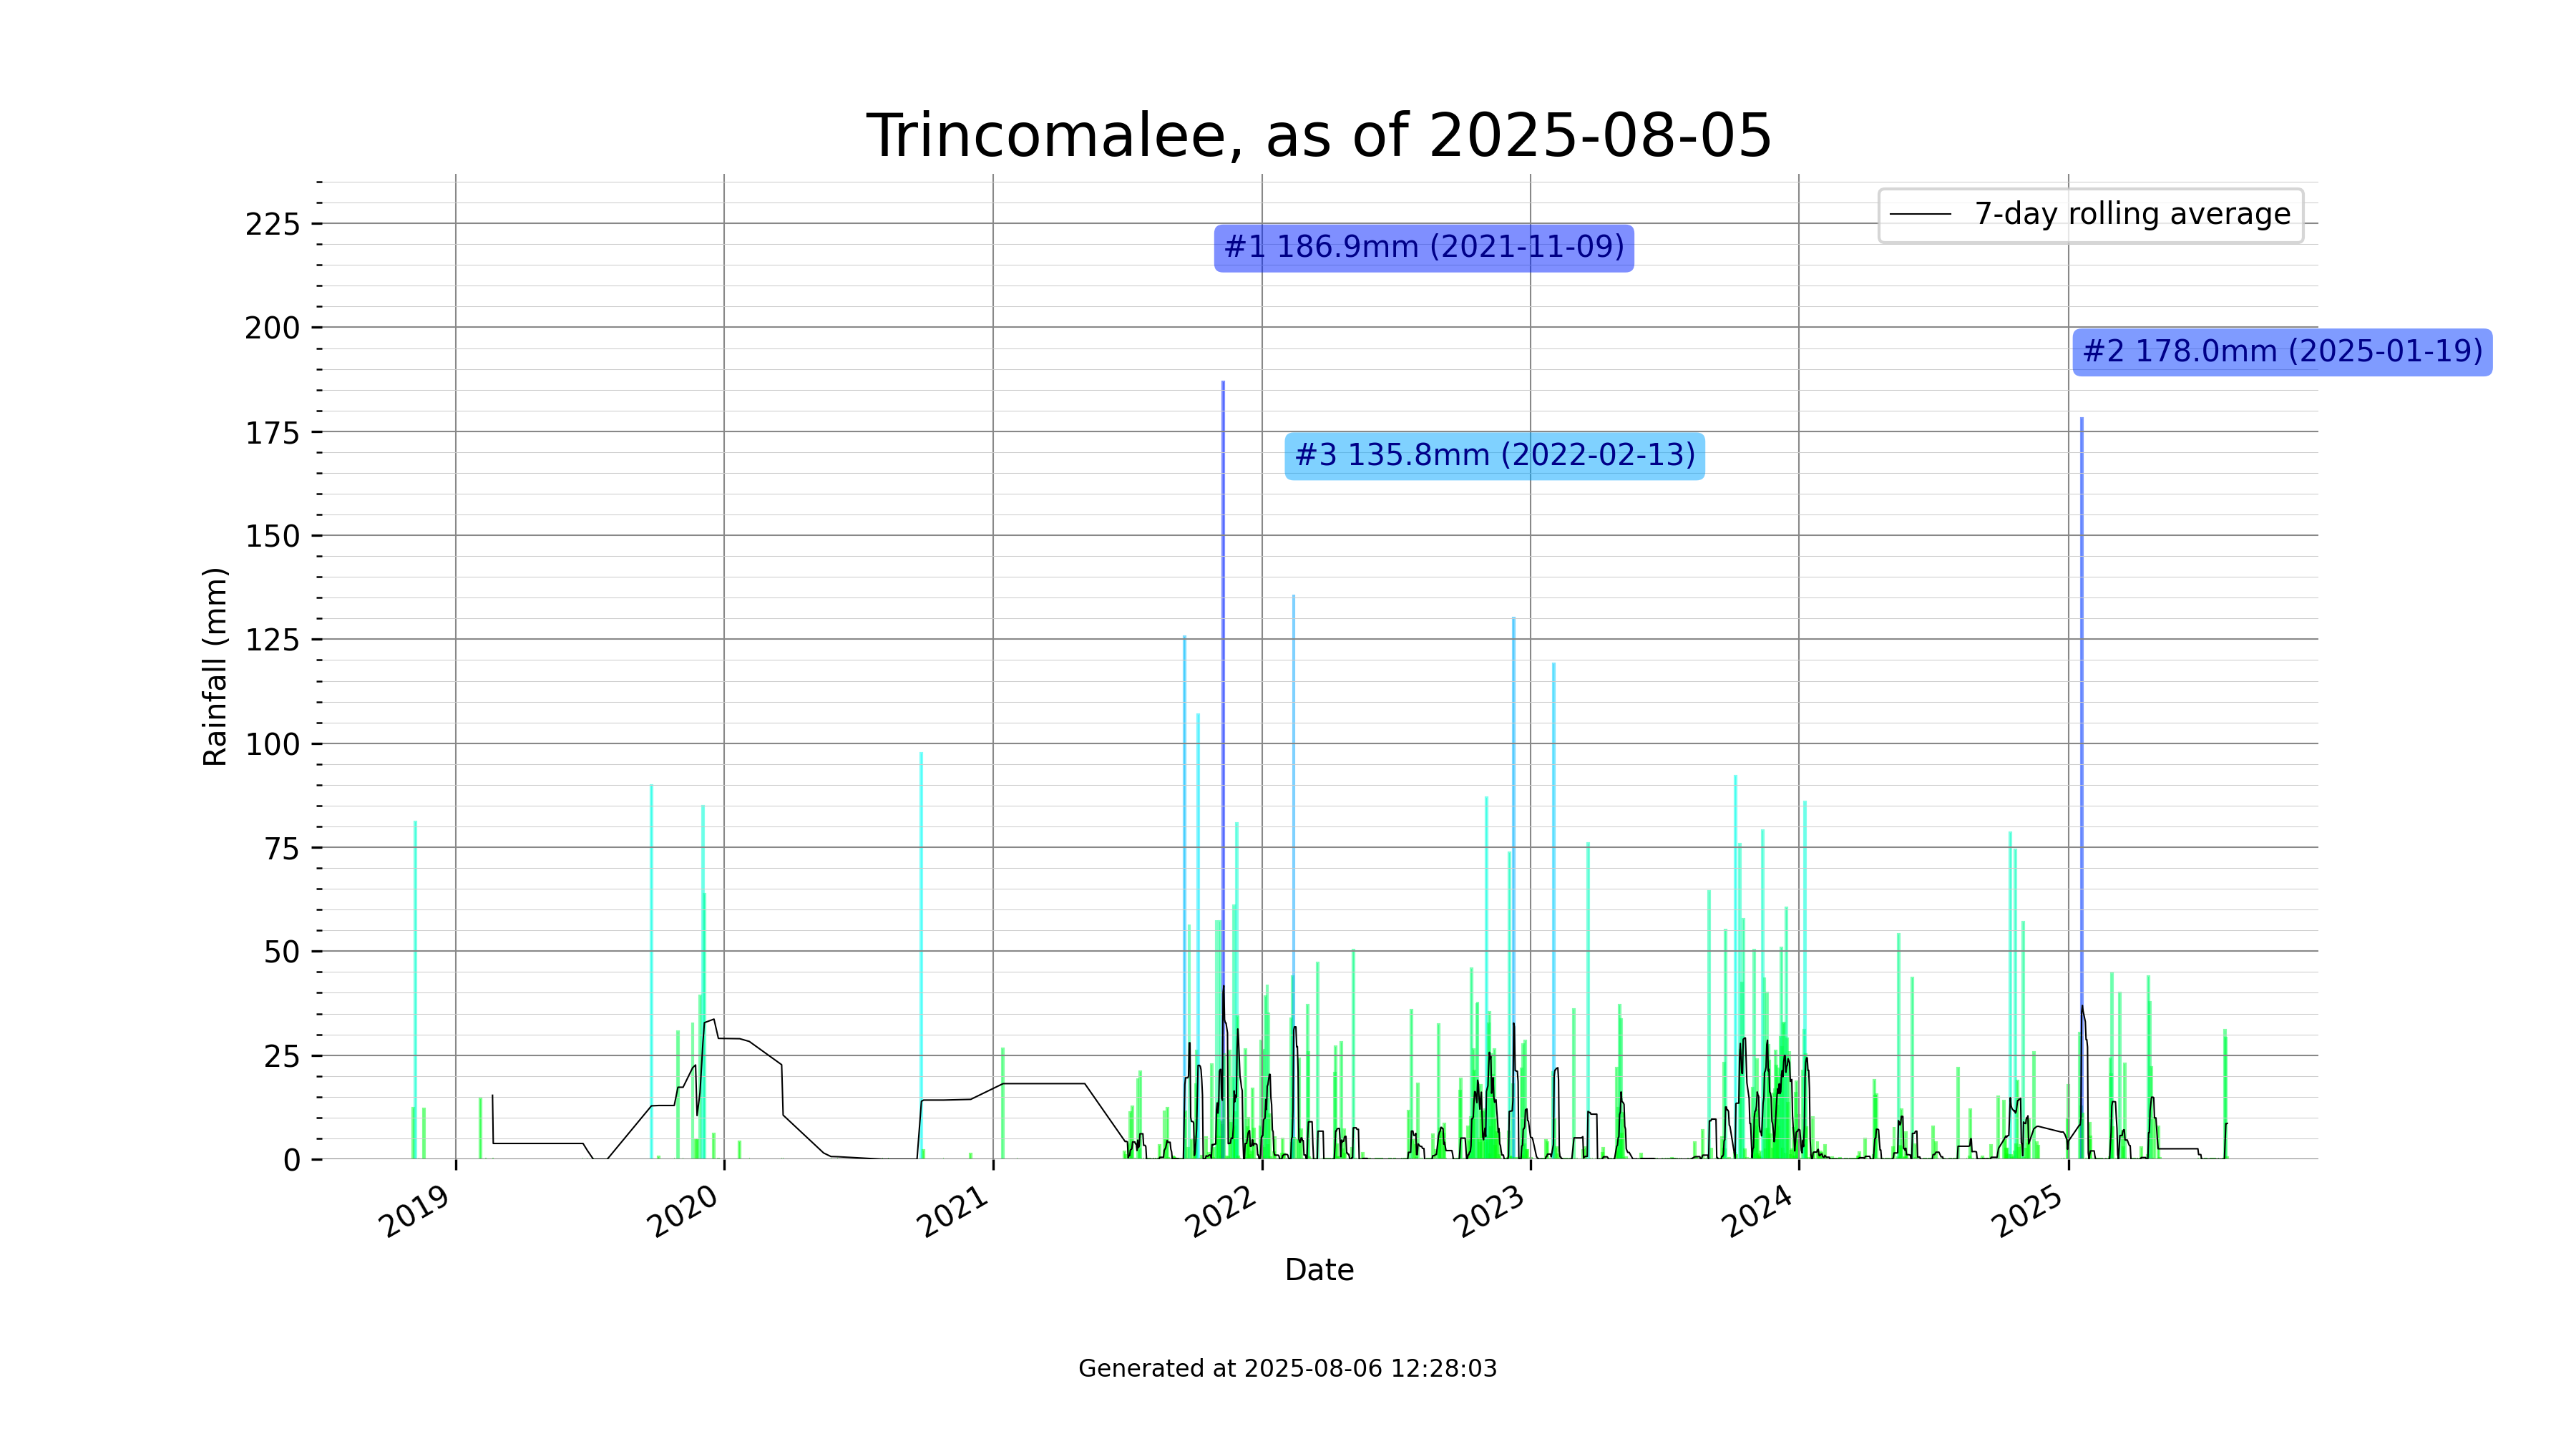 Trincomalee, as of 2025-08-05
7-day rolling average
#1 186.9mm (2021-11-09)
#2 178.0mm (2025-01-19)
#3 135.8mm (2022-02-13)
Rainfall (mm)
225
200
175
150
125
100
75
50
25
0
2019
2020
2021
2022
2023
2024
2025
Date
Generated at 2025-08-06 12:28:03